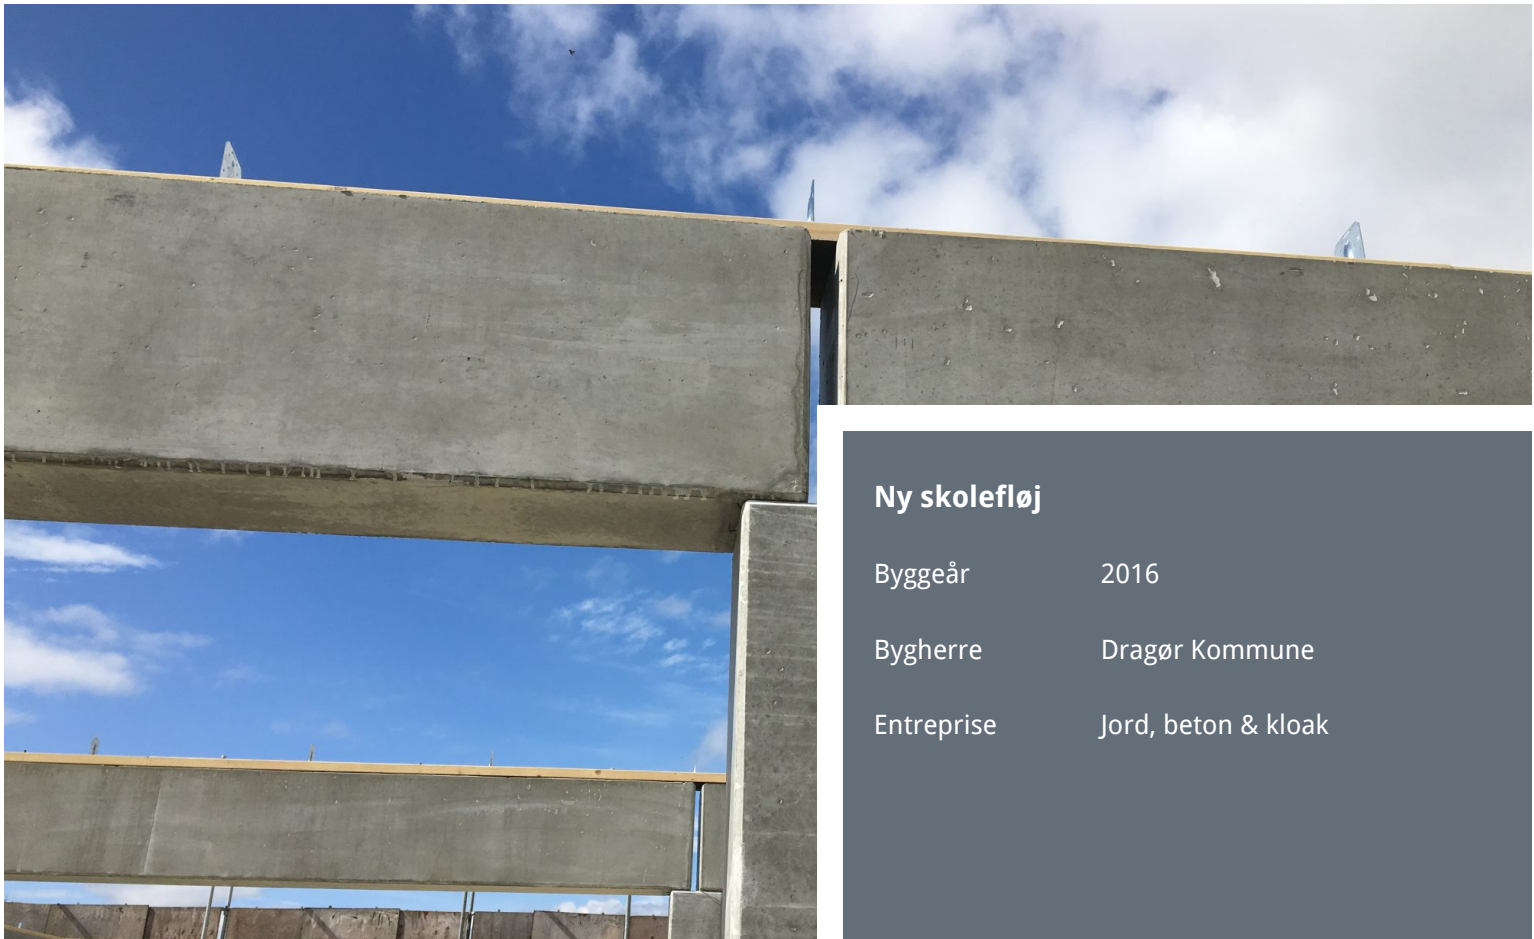 Ny skolefløj
Byggeår 2016
Bygherre Dragør Kommune
Entreprise Jord, beton & kloak